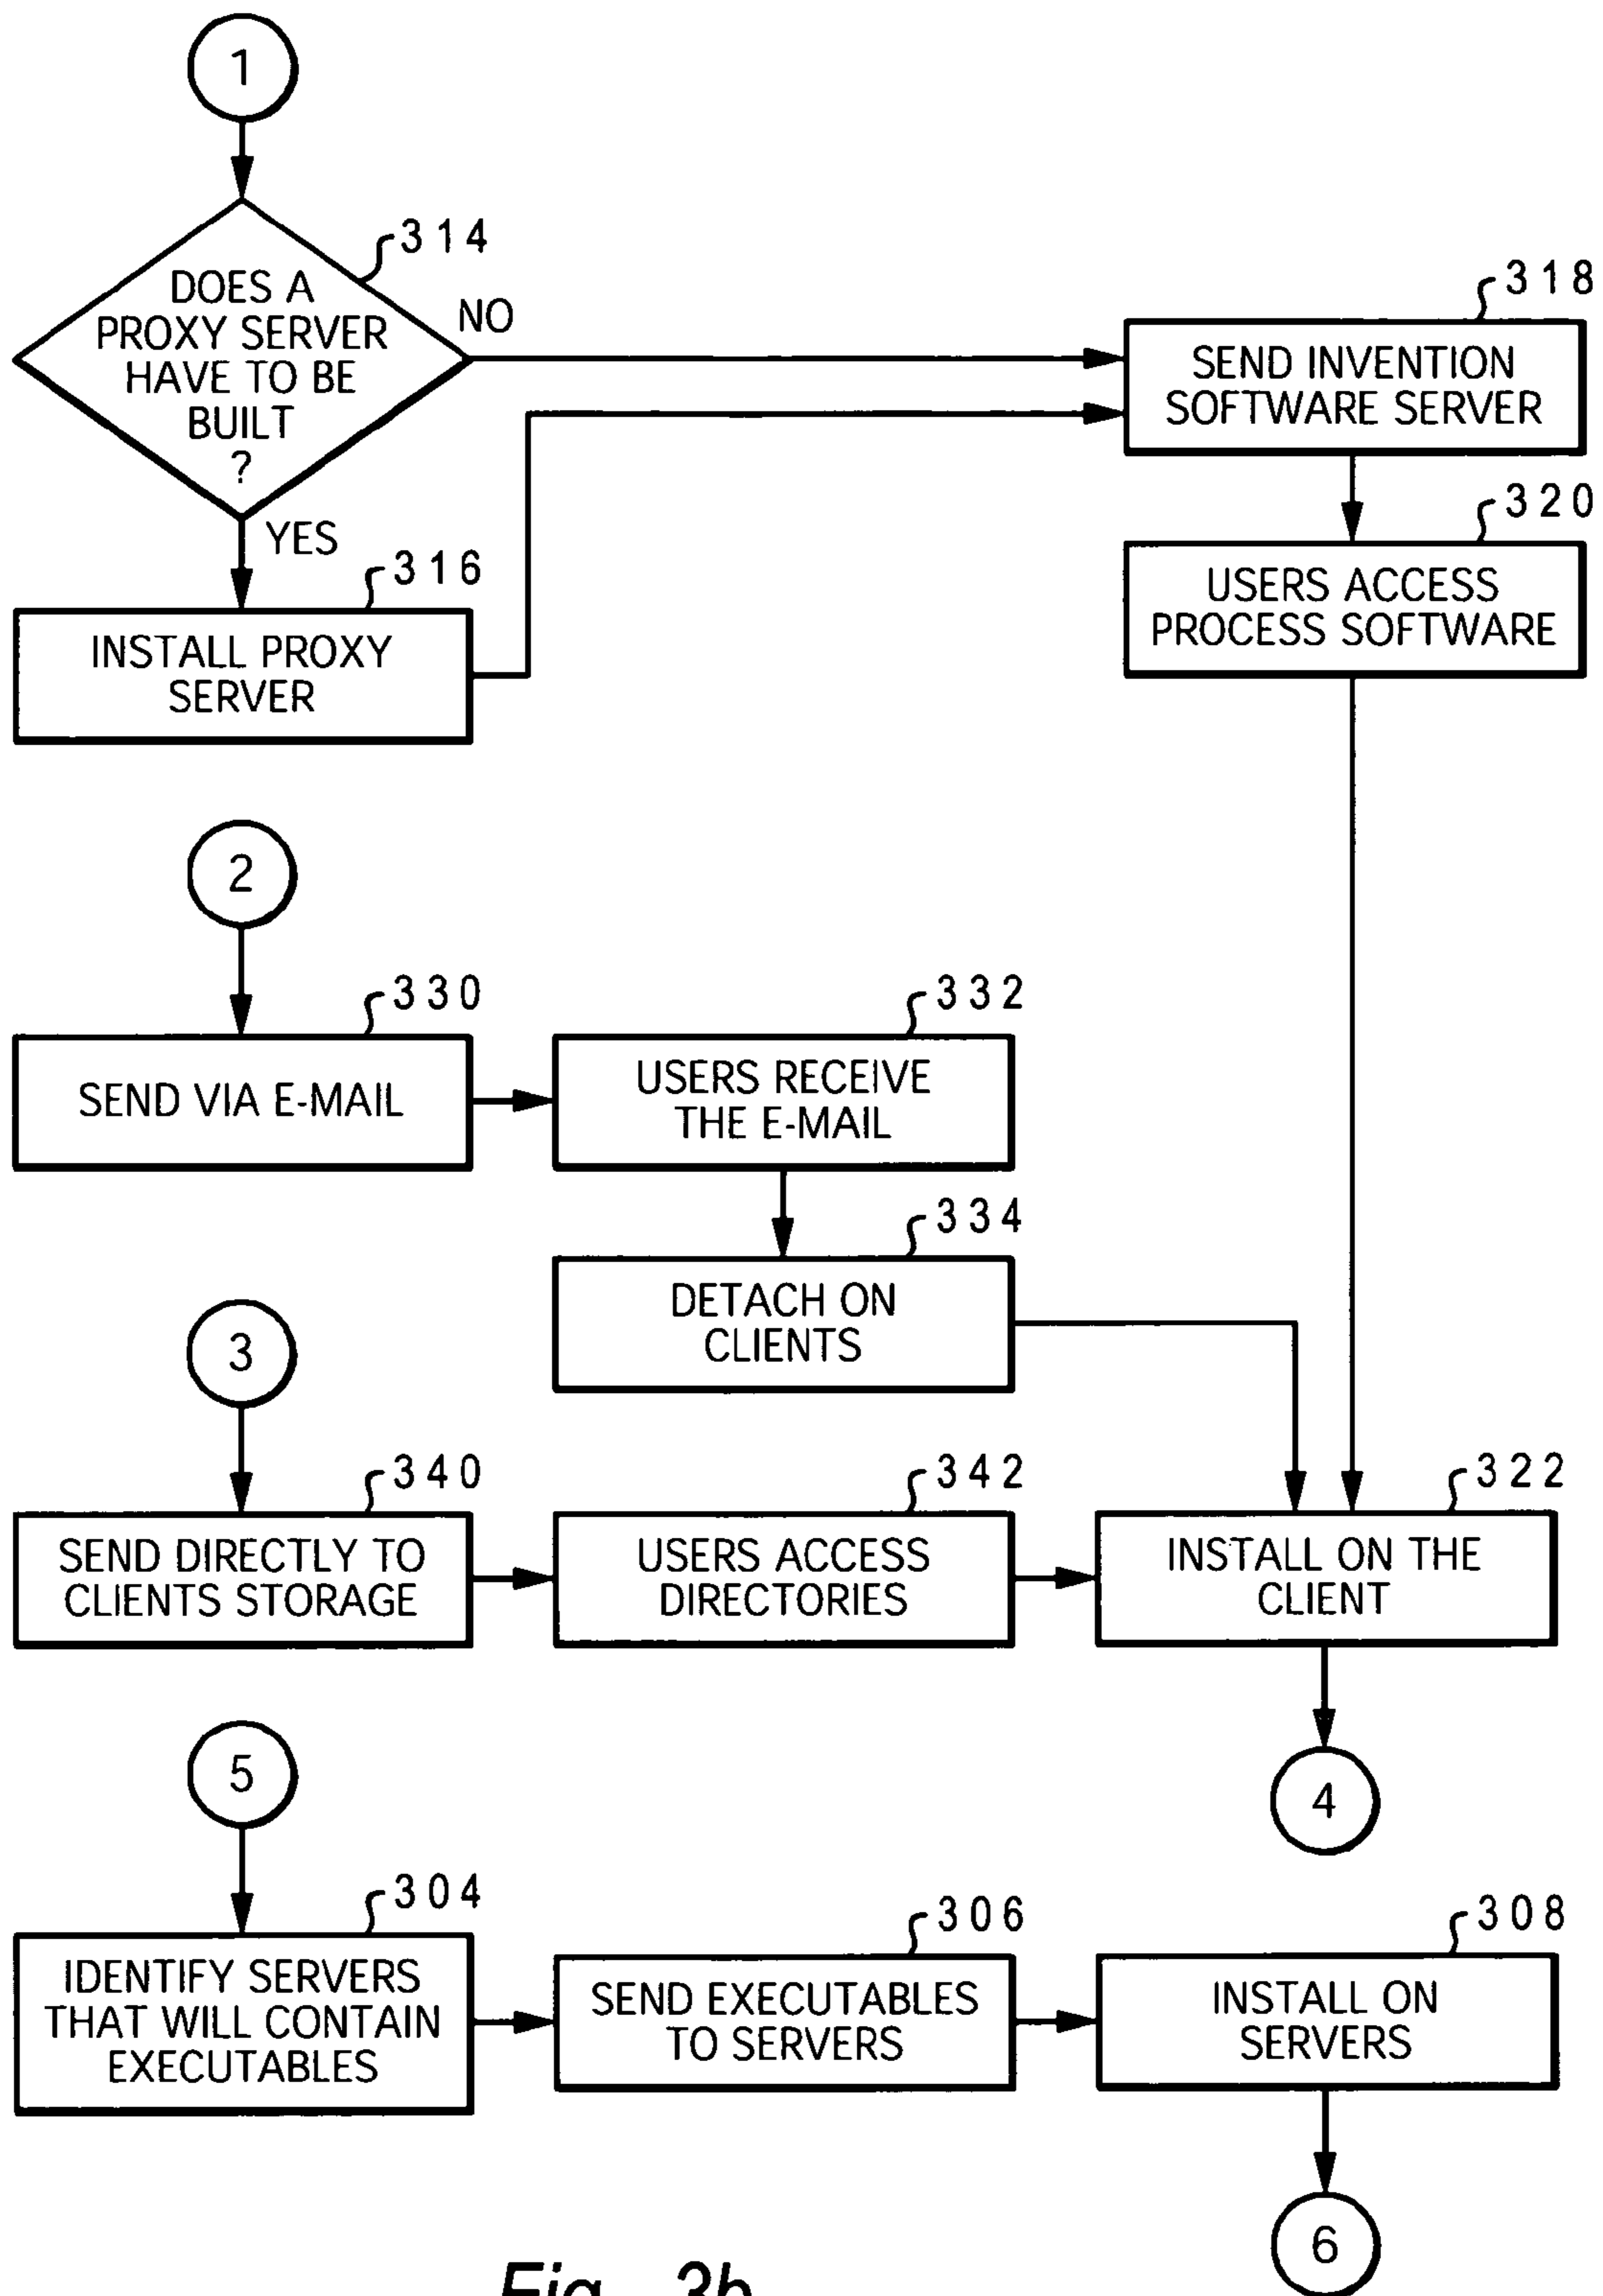 1
314
DOES A
PROXY SERVER
HAVE TO BE
BUILT
?
NO
YES
318
SEND INVENTION
SOFTWARE SERVER
316
INSTALL PROXY
SERVER
320
USERS ACCESS
PROCESS SOFTWARE
2
330
SEND VIA E-MAIL
332
USERS RECEIVE
THE E-MAIL
334
DETACH ON
CLIENTS
3
340
SEND DIRECTLY TO
CLIENTS STORAGE
342
USERS ACCESS
DIRECTORIES
322
INSTALL ON THE
CLIENT
4
5
304
IDENTIFY SERVERS
THAT WILL CONTAIN
EXECUTABLES
306
SEND EXECUTABLES
TO SERVERS
308
INSTALL ON
SERVERS
6
Fig. 3b